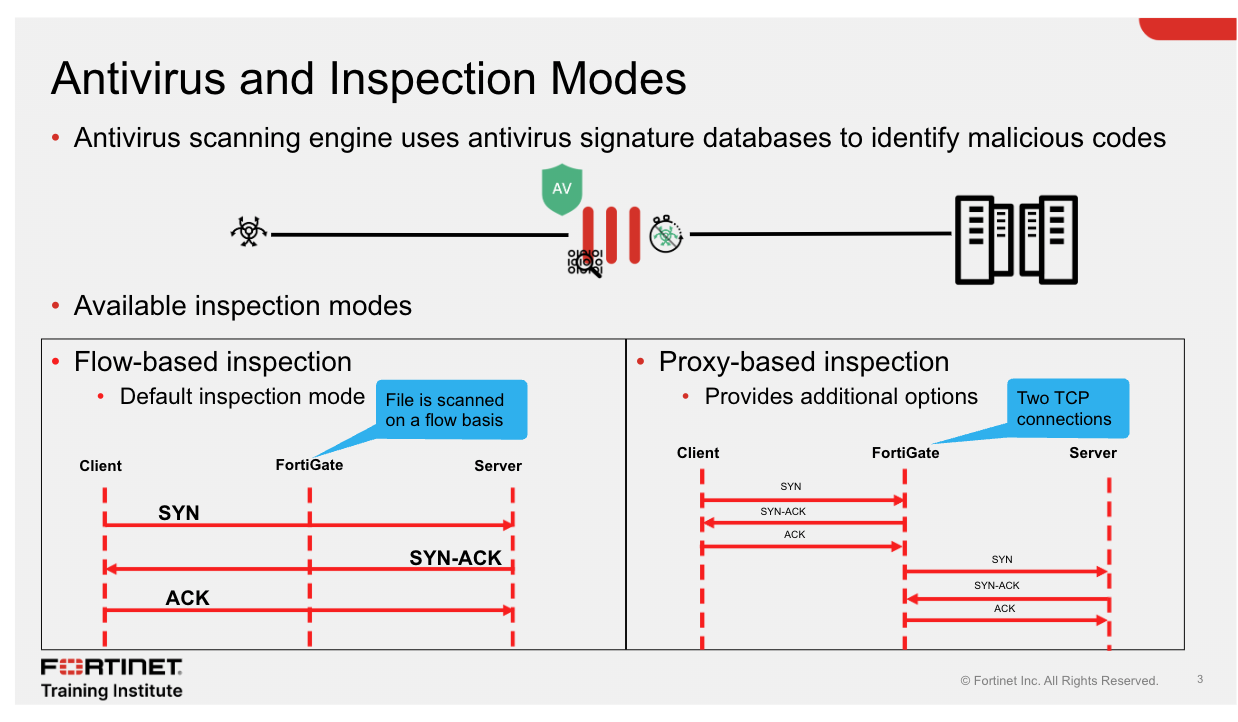 Antivirus and Inspection Modes
• Antivirus scanning engine uses antivirus signature databases to identify malicious codes
AV
• Available inspection modes
• Flow-based inspection
• Default inspection mode
File is scanned
on a flow basis
Client
FortiGate
Server
SYN
SYN-ACK
ACK
• Proxy-based inspection
• Provides additional options
Two TCP
connections
Client
FortiGate
Server
SYN
SYN-ACK
ACK
SYN
SYN-ACK
ACK
FORTINET
Training Institute
© Fortinet Inc. All Rights Reserved.
3